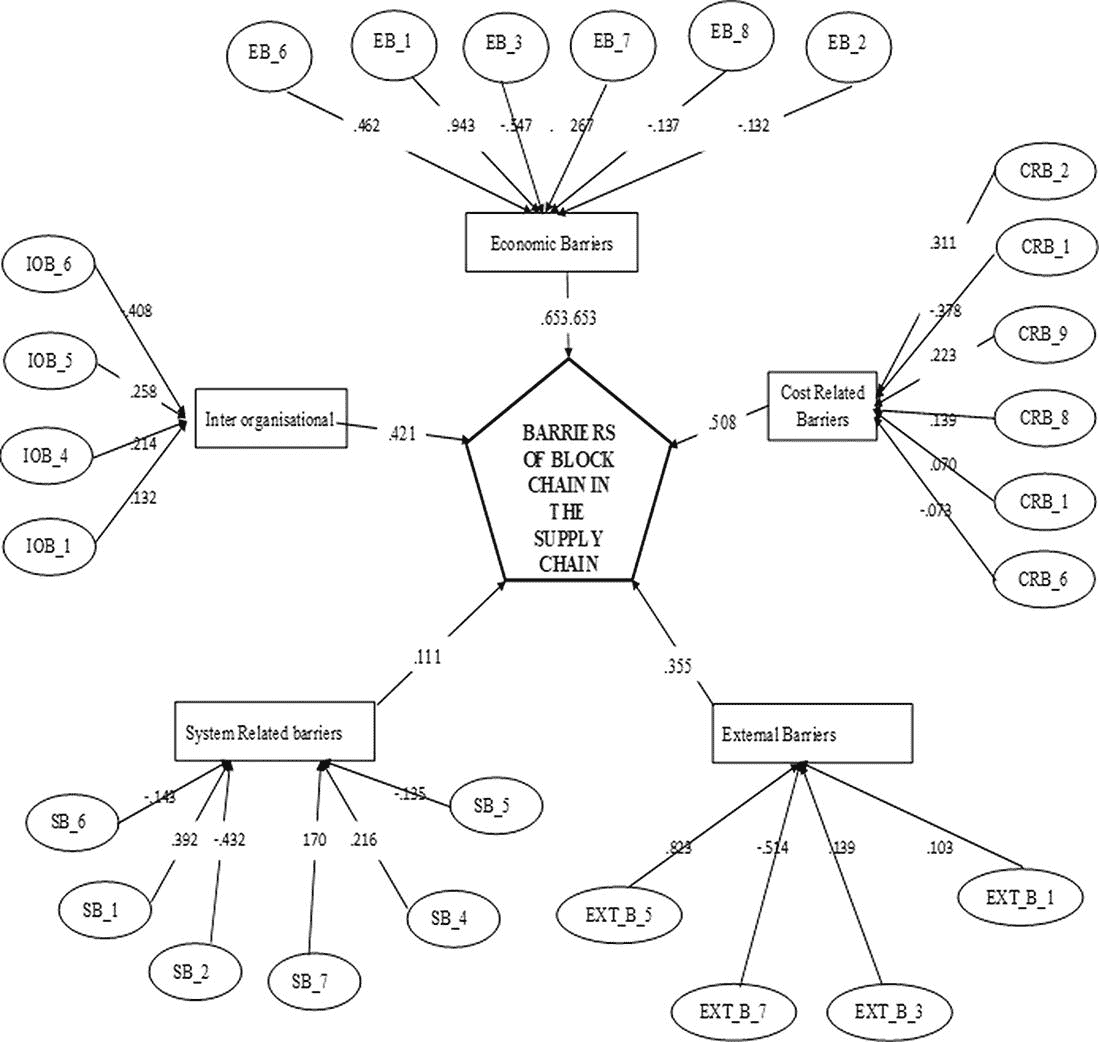 EB_6
EB_1
EB_3
EB_7
EB_8
EB_2
.462
.943
-.547
. 267
-.137
-.132
Economic Barriers
.653.653
CRB_2
CRB_1
CRB_9
CRB_8
CRB_1
CRB_6
.311
-.378
.223
.139
.070
-.073
Cost Related
Barriers
.508
IOB_6
IOB_5
IOB_4
IOB_1
-.408
.258
.214
.132
Inter organisational
.421
BARRIERS
OF BLOCK
CHAIN IN
THE
SUPPLY
CHAIN
.111
.355
System Related barriers
-.143
.392
-.432
170
.216
-.135
SB_6
SB_1
SB_2
SB_7
SB_4
SB_5
External Barriers
.823
-.514
.139
.103
EXT_B_5
EXT_B_7
EXT_B_3
EXT_B_1